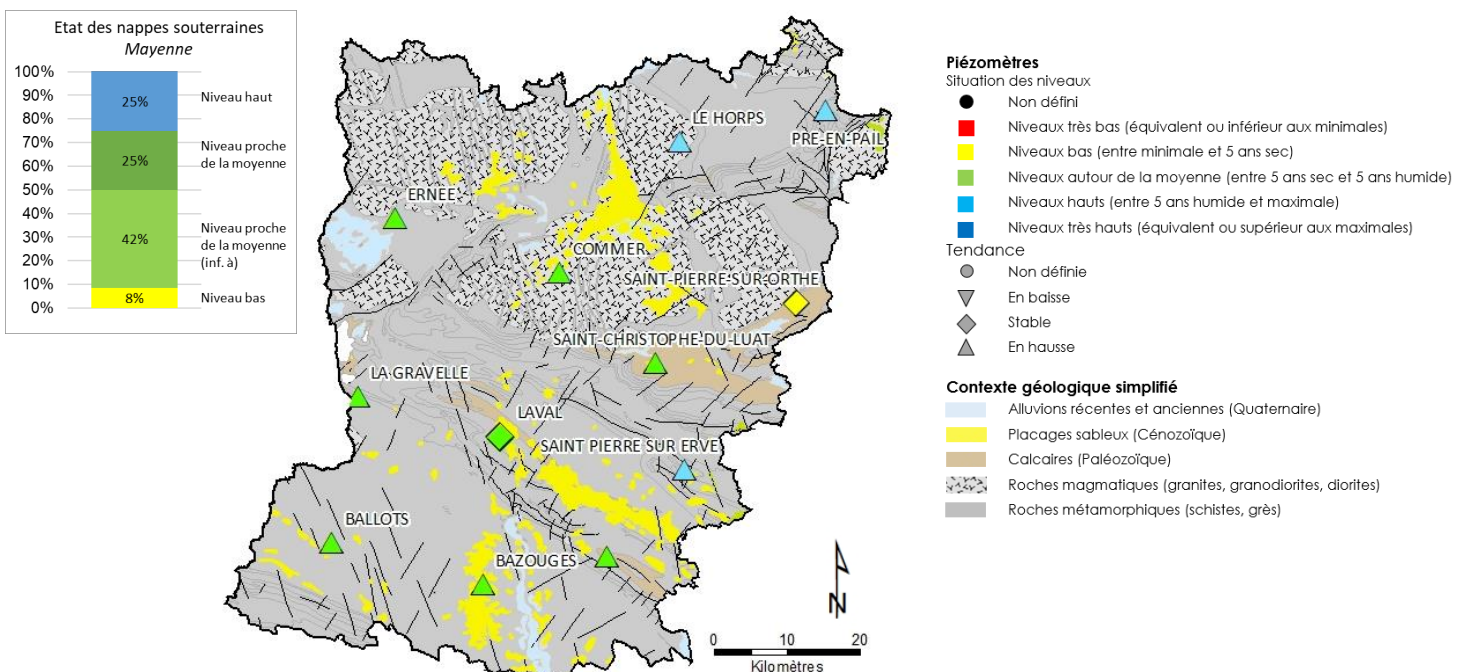 Etat des nappes souterraines
Mayenne
100%
90%
80%
70%
60%
50%
40%
30%
20%
10%
0%
25%
25%
42%
8%
Niveau haut
Niveau proche
de la moyenne
Niveau proche
de la moyenne
(inf. à)
Niveau bas
LE HORPS
PRE-EN-PAIL
ERNEE
COMMER
SAINT-PIERRE-SUR-ORTHE
SAINT-CHRISTOPHE-DU-LUAT
LA GRAVELLE
LAVAL
SAINT PIERRE SUR ERVE
BALLOTS
BAZOUGES
N
0 10 20
Kilomètres
Piézomètres
Situation des niveaux
Non défini
Niveaux très bas (équivalent ou inférieur aux minimales)
Niveaux bas (entre minimale et 5 ans sec)
Niveaux autour de la moyenne (entre 5 ans sec et 5 ans humide)
Niveaux hauts (entre 5 ans humide et maximale)
Niveaux très hauts (équivalent ou supérieur aux maximales)
Tendance
Non définie
En baisse
Stable
En hausse
Contexte géologique simplifié
Alluvions récentes et anciennes (Quaternaire)
Placages sableux (Cénozoïque)
Calcaires (Paléozoïque)
Roches magmatiques (granites, granodiorites, diorites)
Roches métamorphiques (schistes, grès)